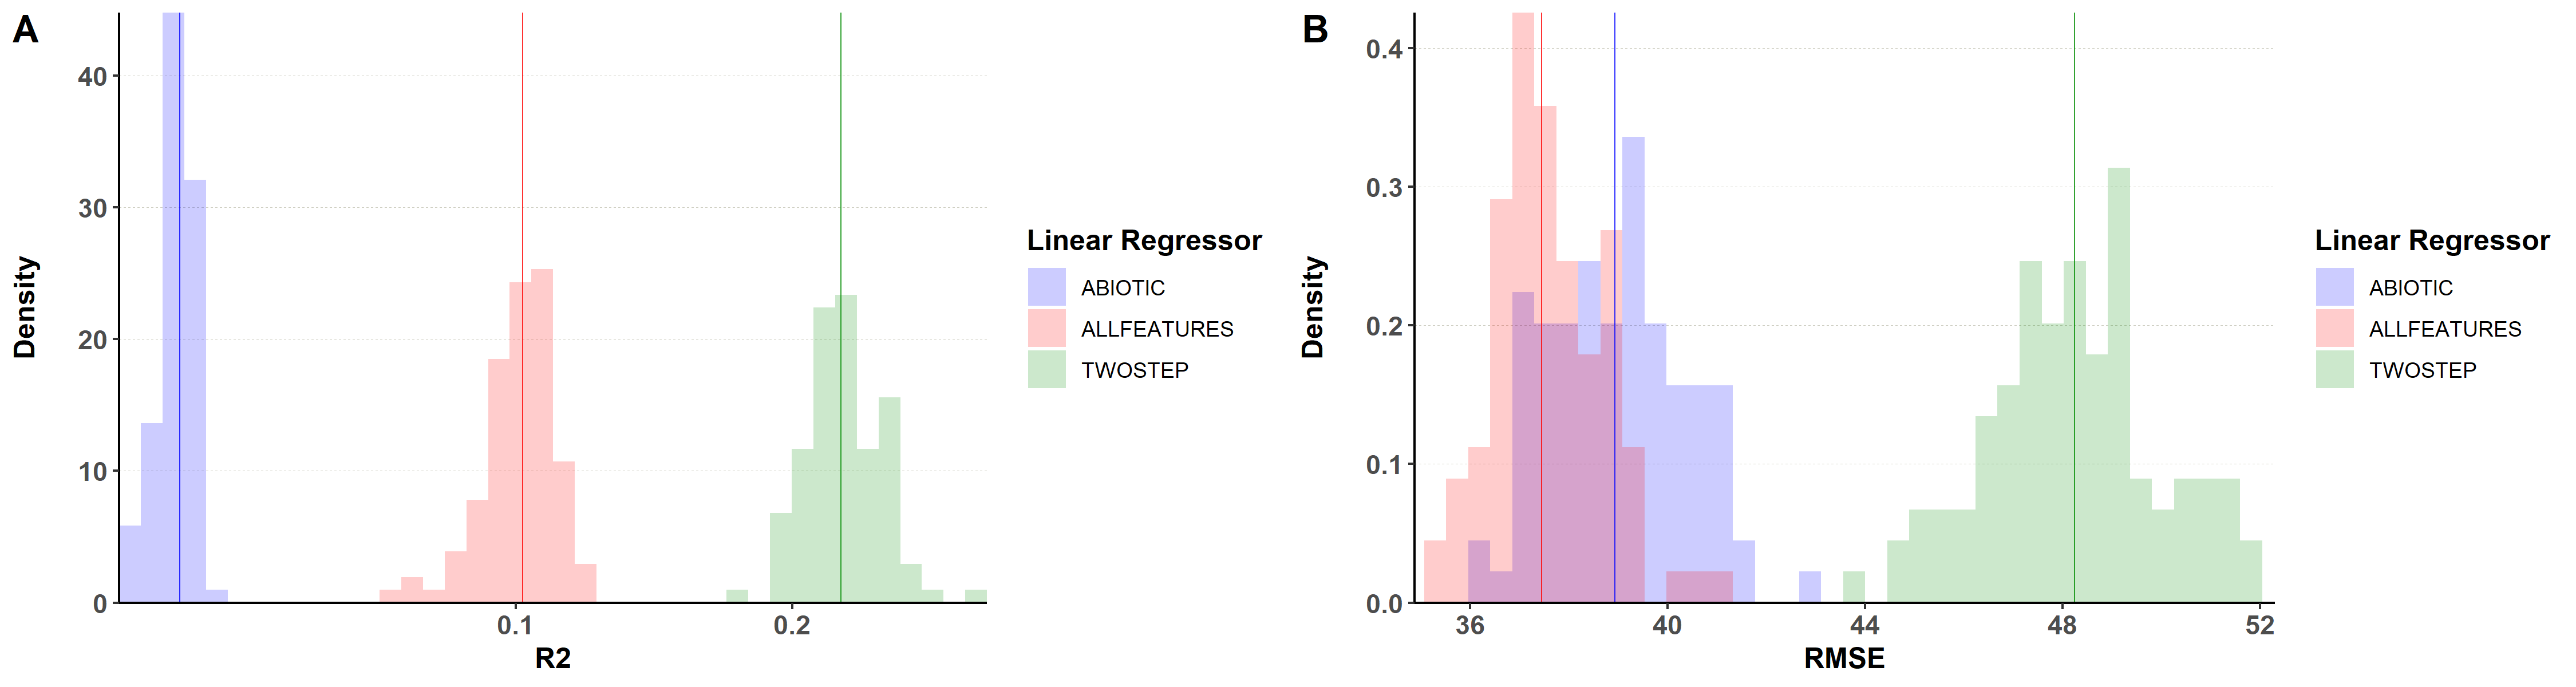 A
Density
40
30
20
10
0
0.1
0.2
R2
Linear Regressor
ABIOTIC
ALLFEATURES
TWOSTEP
B
Density
0.4
0.3
0.2
0.1
0.0
36
40
44
48
52
RMSE
Linear Regressor
ABIOTIC
ALLFEATURES
TWOSTEP